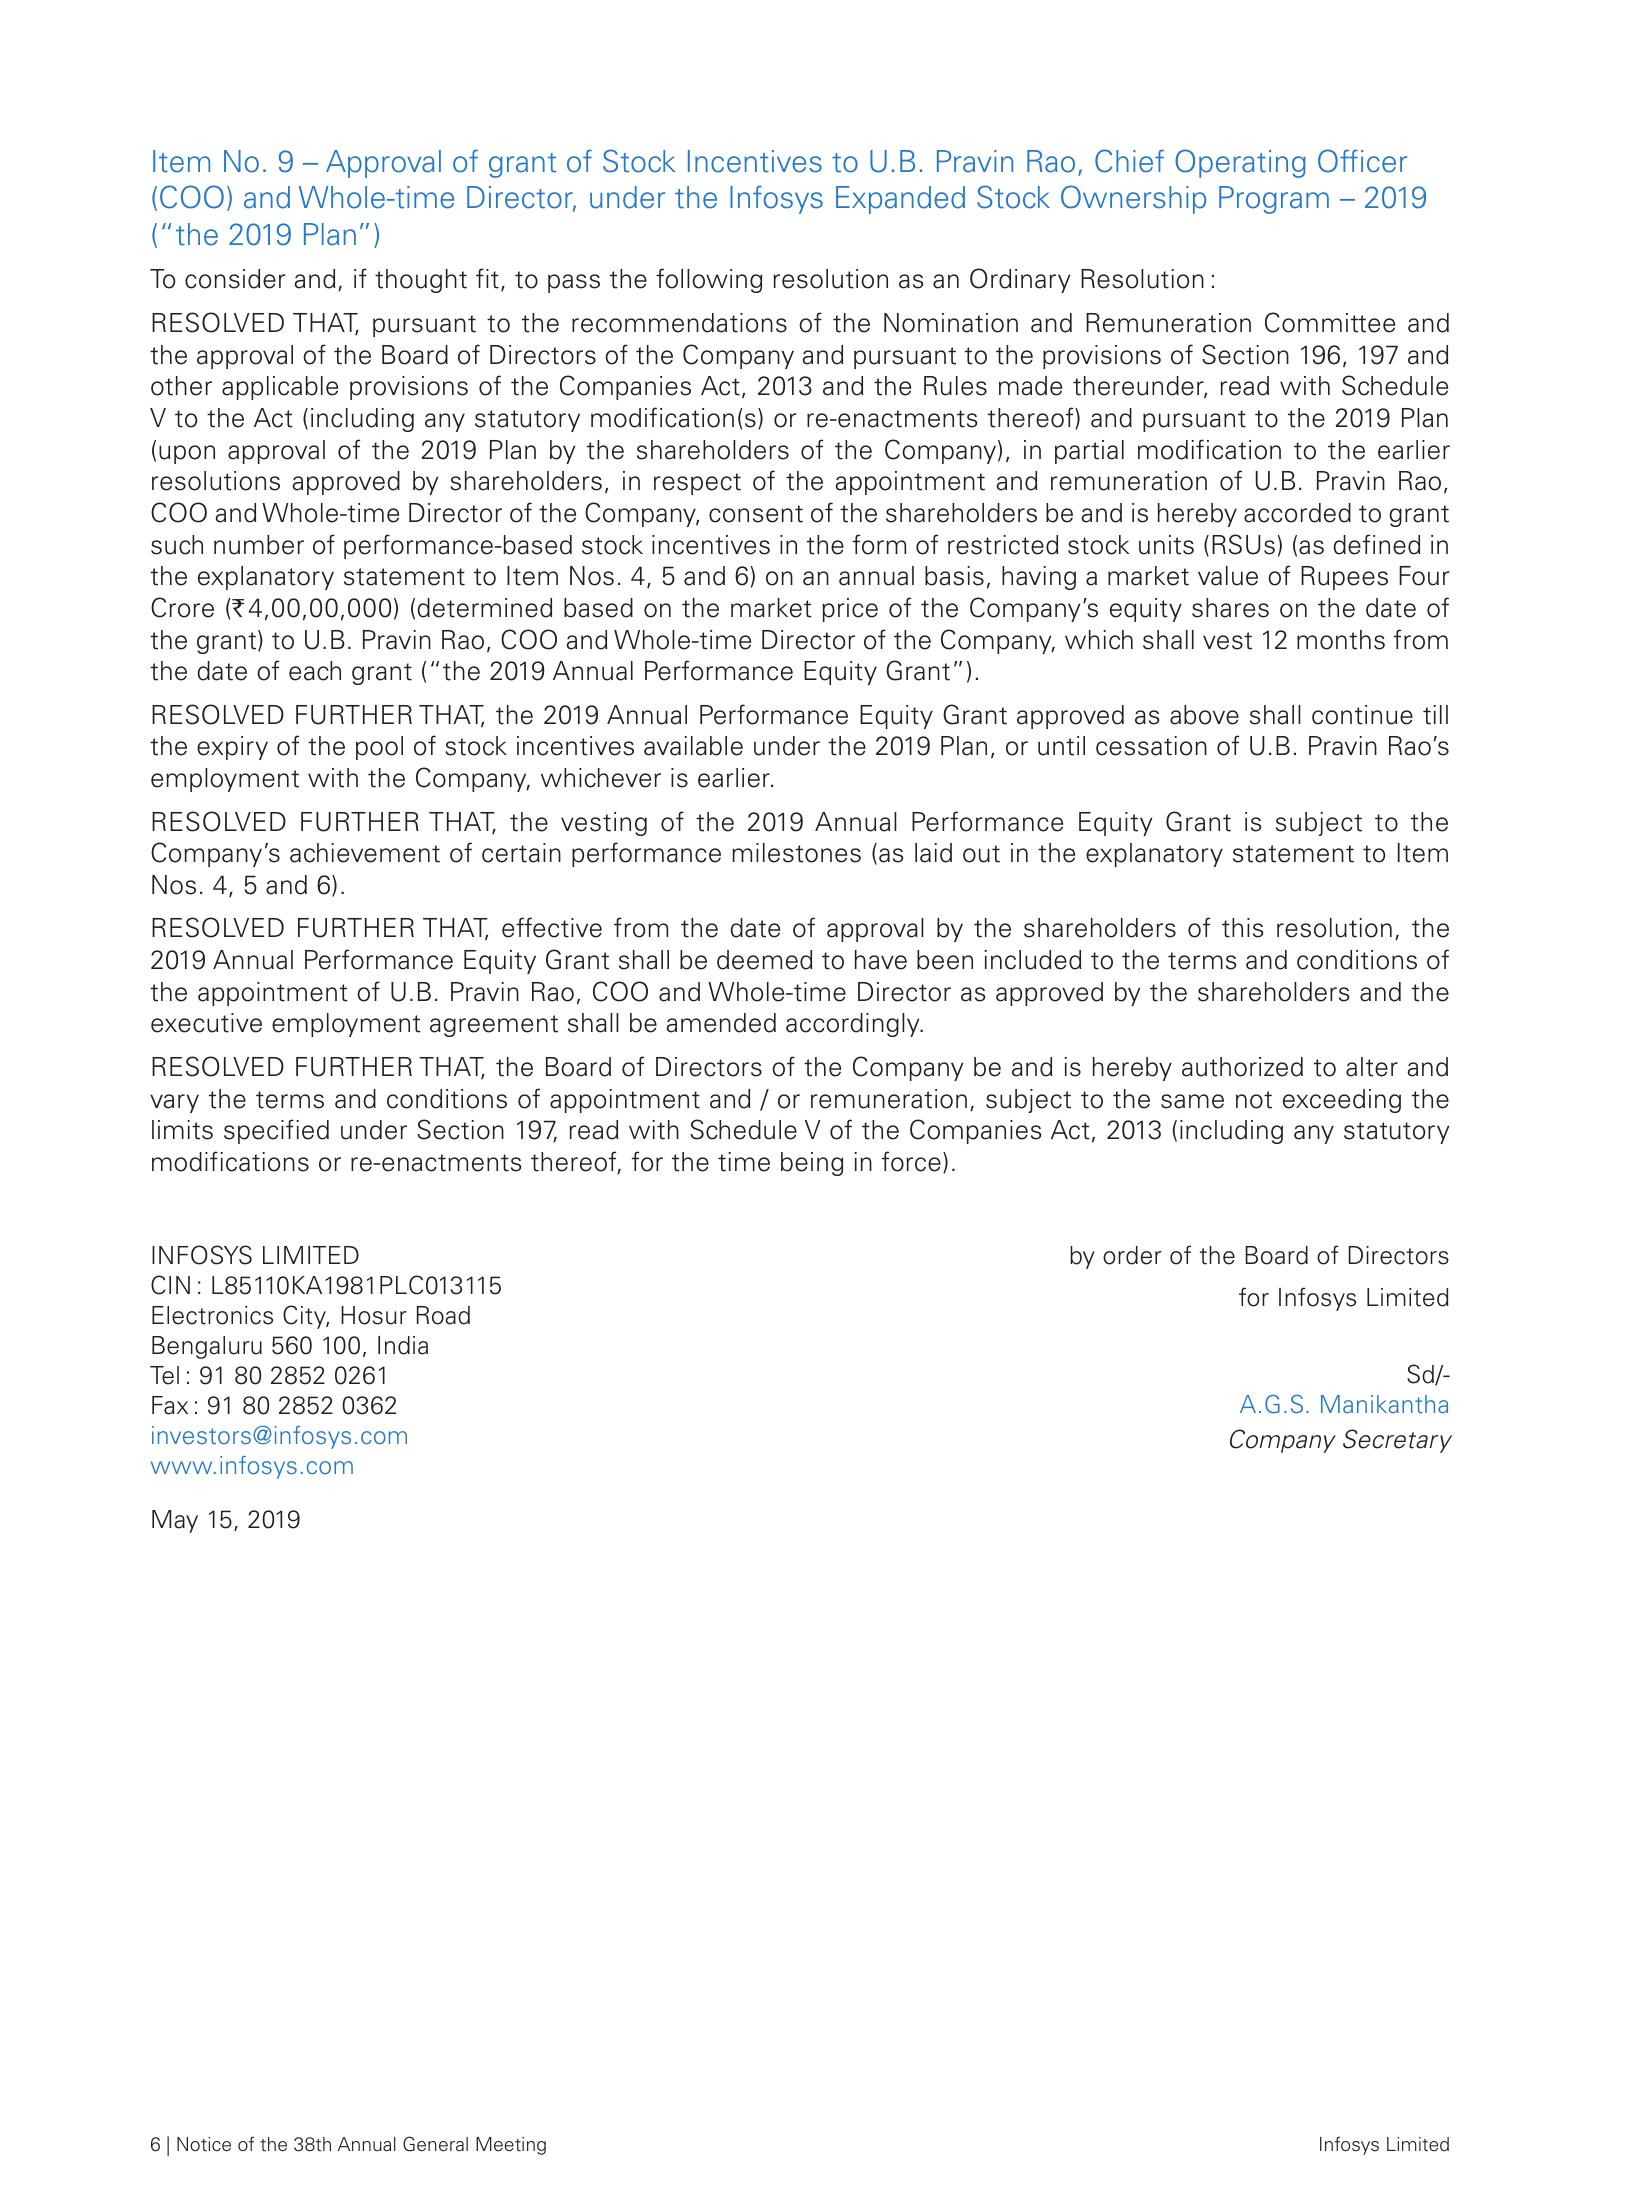 Item No. 9 – Approval of grant of Stock Incentives to U.B. Pravin Rao, Chief Operating Officer
(COO) and Whole-time Director, under the Infosys Expanded Stock Ownership Program – 2019
(“the 2019 Plan”)
To consider and, if thought fit, to pass the following resolution as an Ordinary Resolution :
RESOLVED THAT, pursuant to the recommendations of the Nomination and Remuneration Committee and
the approval of the Board of Directors of the Company and pursuant to the provisions of Section 196, 197 and
other applicable provisions of the Companies Act, 2013 and the Rules made thereunder, read with Schedule
V to the Act (including any statutory modification(s) or re-enactments thereof) and pursuant to the 2019 Plan
(upon approval of the 2019 Plan by the shareholders of the Company), in partial modification to the earlier
resolutions approved by shareholders, in respect of the appointment and remuneration of U.B. Pravin Rao,
COO and Whole-time Director of the Company, consent of the shareholders be and is hereby accorded to grant
such number of performance-based stock incentives in the form of restricted stock units (RSUs) (as defined in
the explanatory statement to Item Nos. 4, 5 and 6) on an annual basis, having a market value of Rupees Four
Crore (₹4,00,00,000) (determined based on the market price of the Company’s equity shares on the date of
the grant) to U.B. Pravin Rao, COO and Whole-time Director of the Company, which shall vest 12 months from
the date of each grant (“the 2019 Annual Performance Equity Grant”).
RESOLVED FURTHER THAT, the 2019 Annual Performance Equity Grant approved as above shall continue till
the expiry of the pool of stock incentives available under the 2019 Plan, or until cessation of U.B. Pravin Rao’s
employment with the Company, whichever is earlier.
RESOLVED FURTHER THAT, the vesting of the 2019 Annual Performance Equity Grant is subject to the
Company’s achievement of certain performance milestones (as laid out in the explanatory statement to Item
Nos. 4, 5 and 6).
RESOLVED FURTHER THAT, effective from the date of approval by the shareholders of this resolution, the
2019 Annual Performance Equity Grant shall be deemed to have been included to the terms and conditions of
the appointment of U.B. Pravin Rao, COO and Whole-time Director as approved by the shareholders and the
executive employment agreement shall be amended accordingly.
RESOLVED FURTHER THAT, the Board of Directors of the Company be and is hereby authorized to alter and
vary the terms and conditions of appointment and / or remuneration, subject to the same not exceeding the
limits specified under Section 197, read with Schedule V of the Companies Act, 2013 (including any statutory
modifications or re-enactments thereof, for the time being in force).
INFOSYS LIMITED
CIN : L85110KA1981PLC013115
Electronics City, Hosur Road
Bengaluru 560 100, India
Tel : 91 80 2852 0261
Fax : 91 80 2852 0362
investors@infosys.com
www.infosys.com
May 15, 2019
by order of the Board of Directors
for Infosys Limited
Sd/-
A.G.S. Manikantha
Company Secretary
6 | Notice of the 38th Annual General Meeting
Infosys Limited